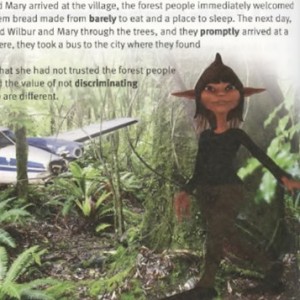 d Mary arrived at the village, the forest people immediately welcomed
em bread made from barely to eat and a place to sleep. The next day,
d Wilbur and Mary through the trees, and they promptly arrived at a
ere, they took a bus to the city where they found
hat she had not trusted the forest people
d the value of not discriminating
o are different.